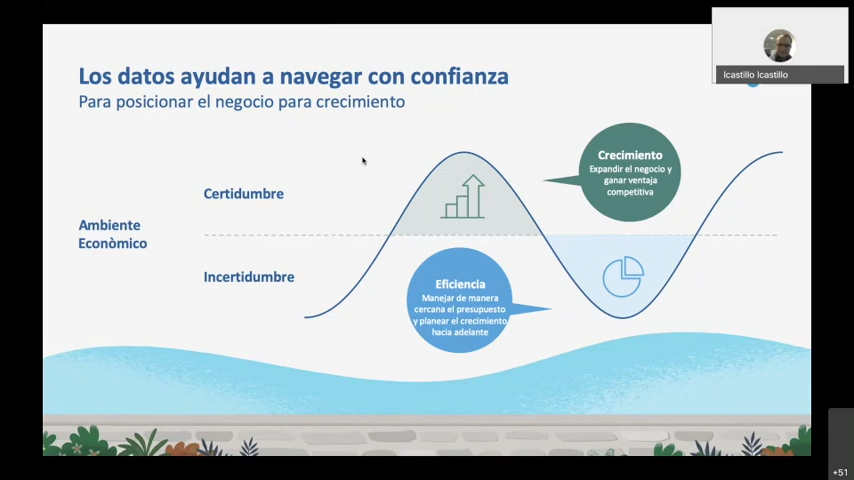 lcastillo lcastillo
Los datos ayudan a navegar con confianza
Para posicionar el negocio para crecimiento
Crecimiento
Expandir el negocio y
ganar ventaja
competitiva
Certidumbre
Ambiente
Econòmico
Incertidumbre
Eficiencia
Manejar de manera
cercana el presupuesto
y planear el crecimiento
hacia adelante
+51